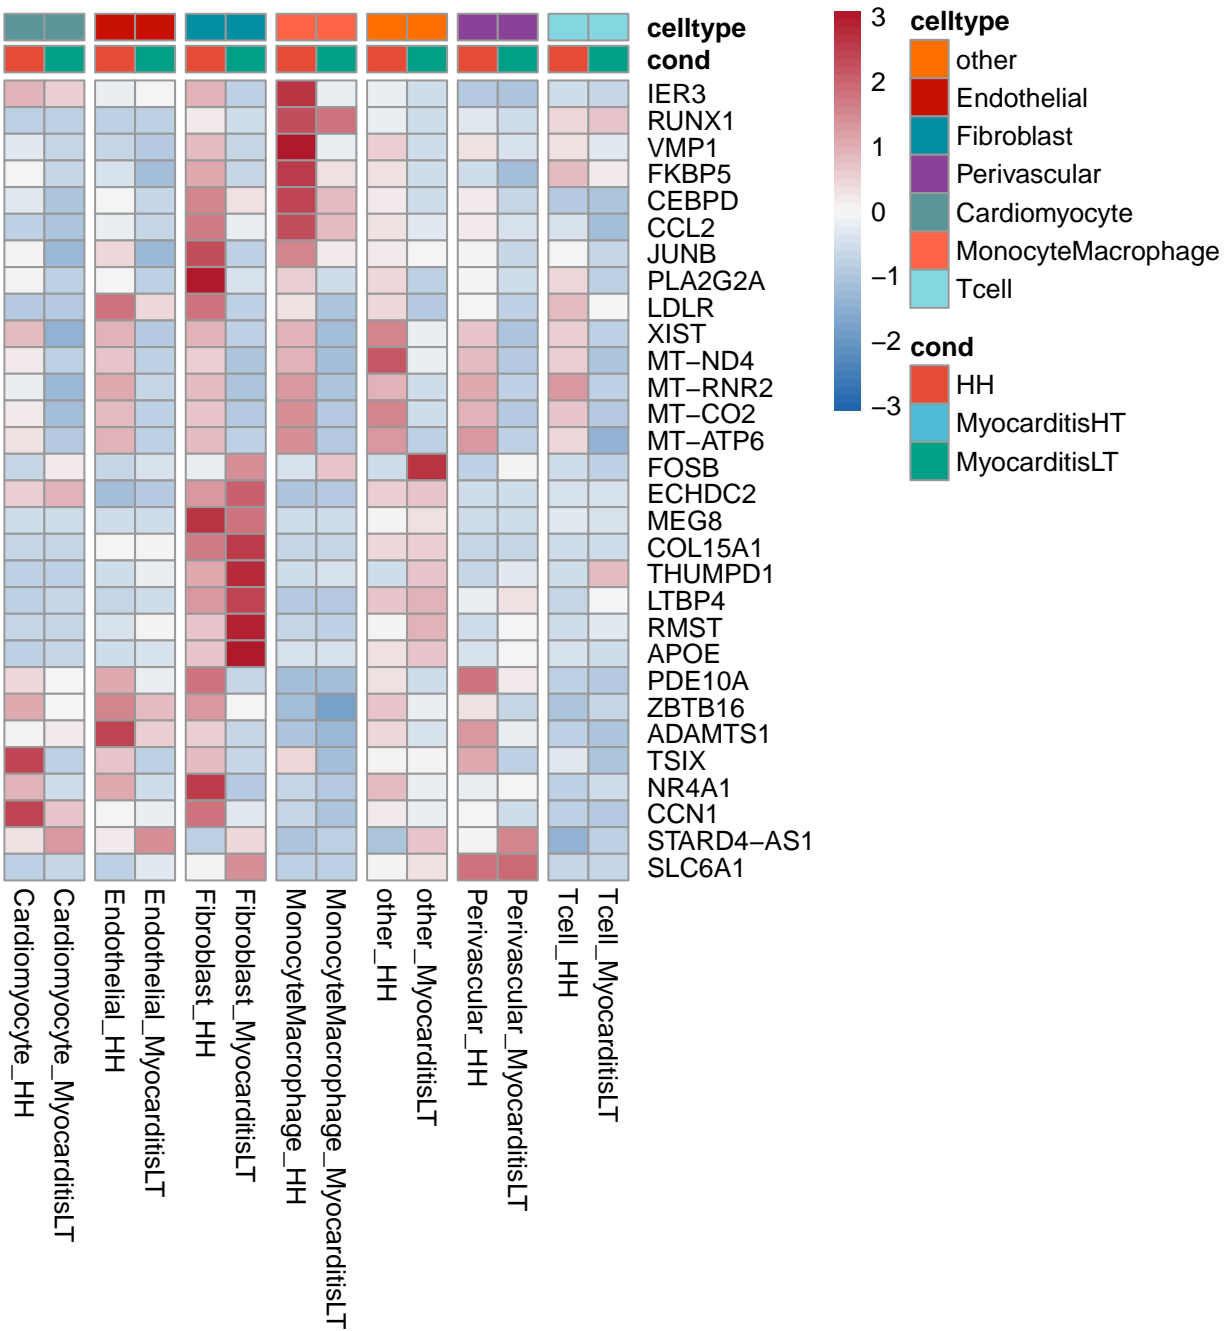 celltype
cond
IER3
RUNX1
VMP1
FKBP5
CEBPD
CCL2
JUNB
PLA2G2A
LDLR
XIST
MT−ND4
MT−RNR2
MT−CO2
MT−ATP6
FOSB
ECHDC2
MEG8
COL15A1
THUMPD1
LTBP4
RMST
APOE
PDE10A
ZBTB16
ADAMTS1
TSIX
NR4A1
CCN1
STARD4−AS1
SLC6A1
Cardiomyocyte_HH
Cardiomyocyte_MyocarditisLT
Endothelial_HH
Endothelial_MyocarditisLT
Fibroblast_HH
Fibroblast_MyocarditisLT
MonocyteMacrophage_HH
MonocyteMacrophage_MyocarditisLT
other_HH
other_MyocarditisLT
Perivascular_HH
Perivascular_MyocarditisLT
Tcell_HH
Tcell_MyocarditisLT
3
2
1
0
−1
−2
−3
celltype
other
Endothelial
Fibroblast
Perivascular
Cardiomyocyte
MonocyteMacrophage
Tcell
cond
HH
MyocarditisHT
MyocarditisLT